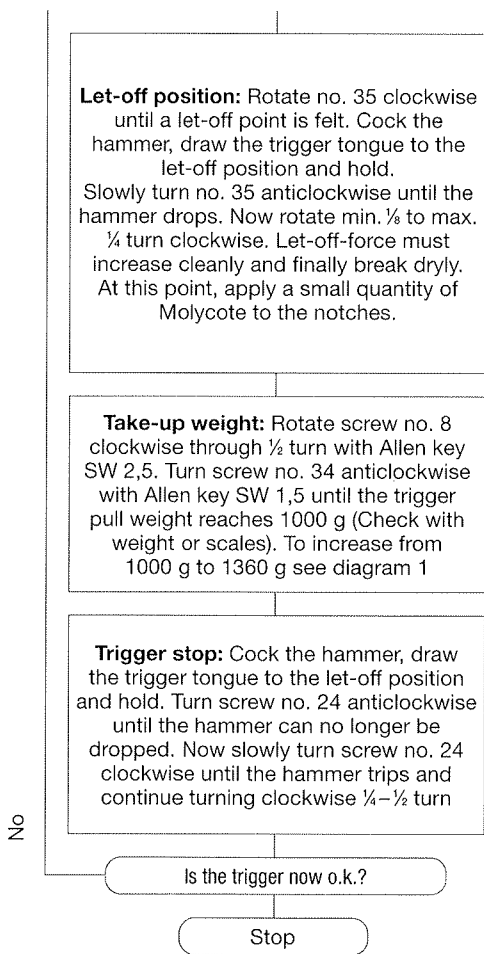 Let-off position: Rotate no. 35 clockwise
until a let-off point is felt. Cock the
hammer, draw the trigger tongue to the
let-off position and hold.
Slowly turn no. 35 anticlockwise until the
hammer drops. Now rotate min. ⅛ to max.
¼ turn clockwise. Let-off-force must
increase cleanly and finally break dryly.
At this point, apply a small quantity of
Molycote to the notches.
Take-up weight: Rotate screw no. 8
clockwise through ½ turn with Allen key
SW 2,5. Turn screw no. 34 anticlockwise
with Allen key SW 1,5 until the trigger
pull weight reaches 1000 g (Check with
weight or scales). To increase from
1000 g to 1360 g see diagram 1
Trigger stop: Cock the hammer, draw
the trigger tongue to the let-off position
and hold. Turn screw no. 24 anticlockwise
until the hammer can no longer be
dropped. Now slowly turn screw no. 24
clockwise until the hammer trips and
continue turning clockwise ¼–½ turn
No
Is the trigger now o.k.?
Stop